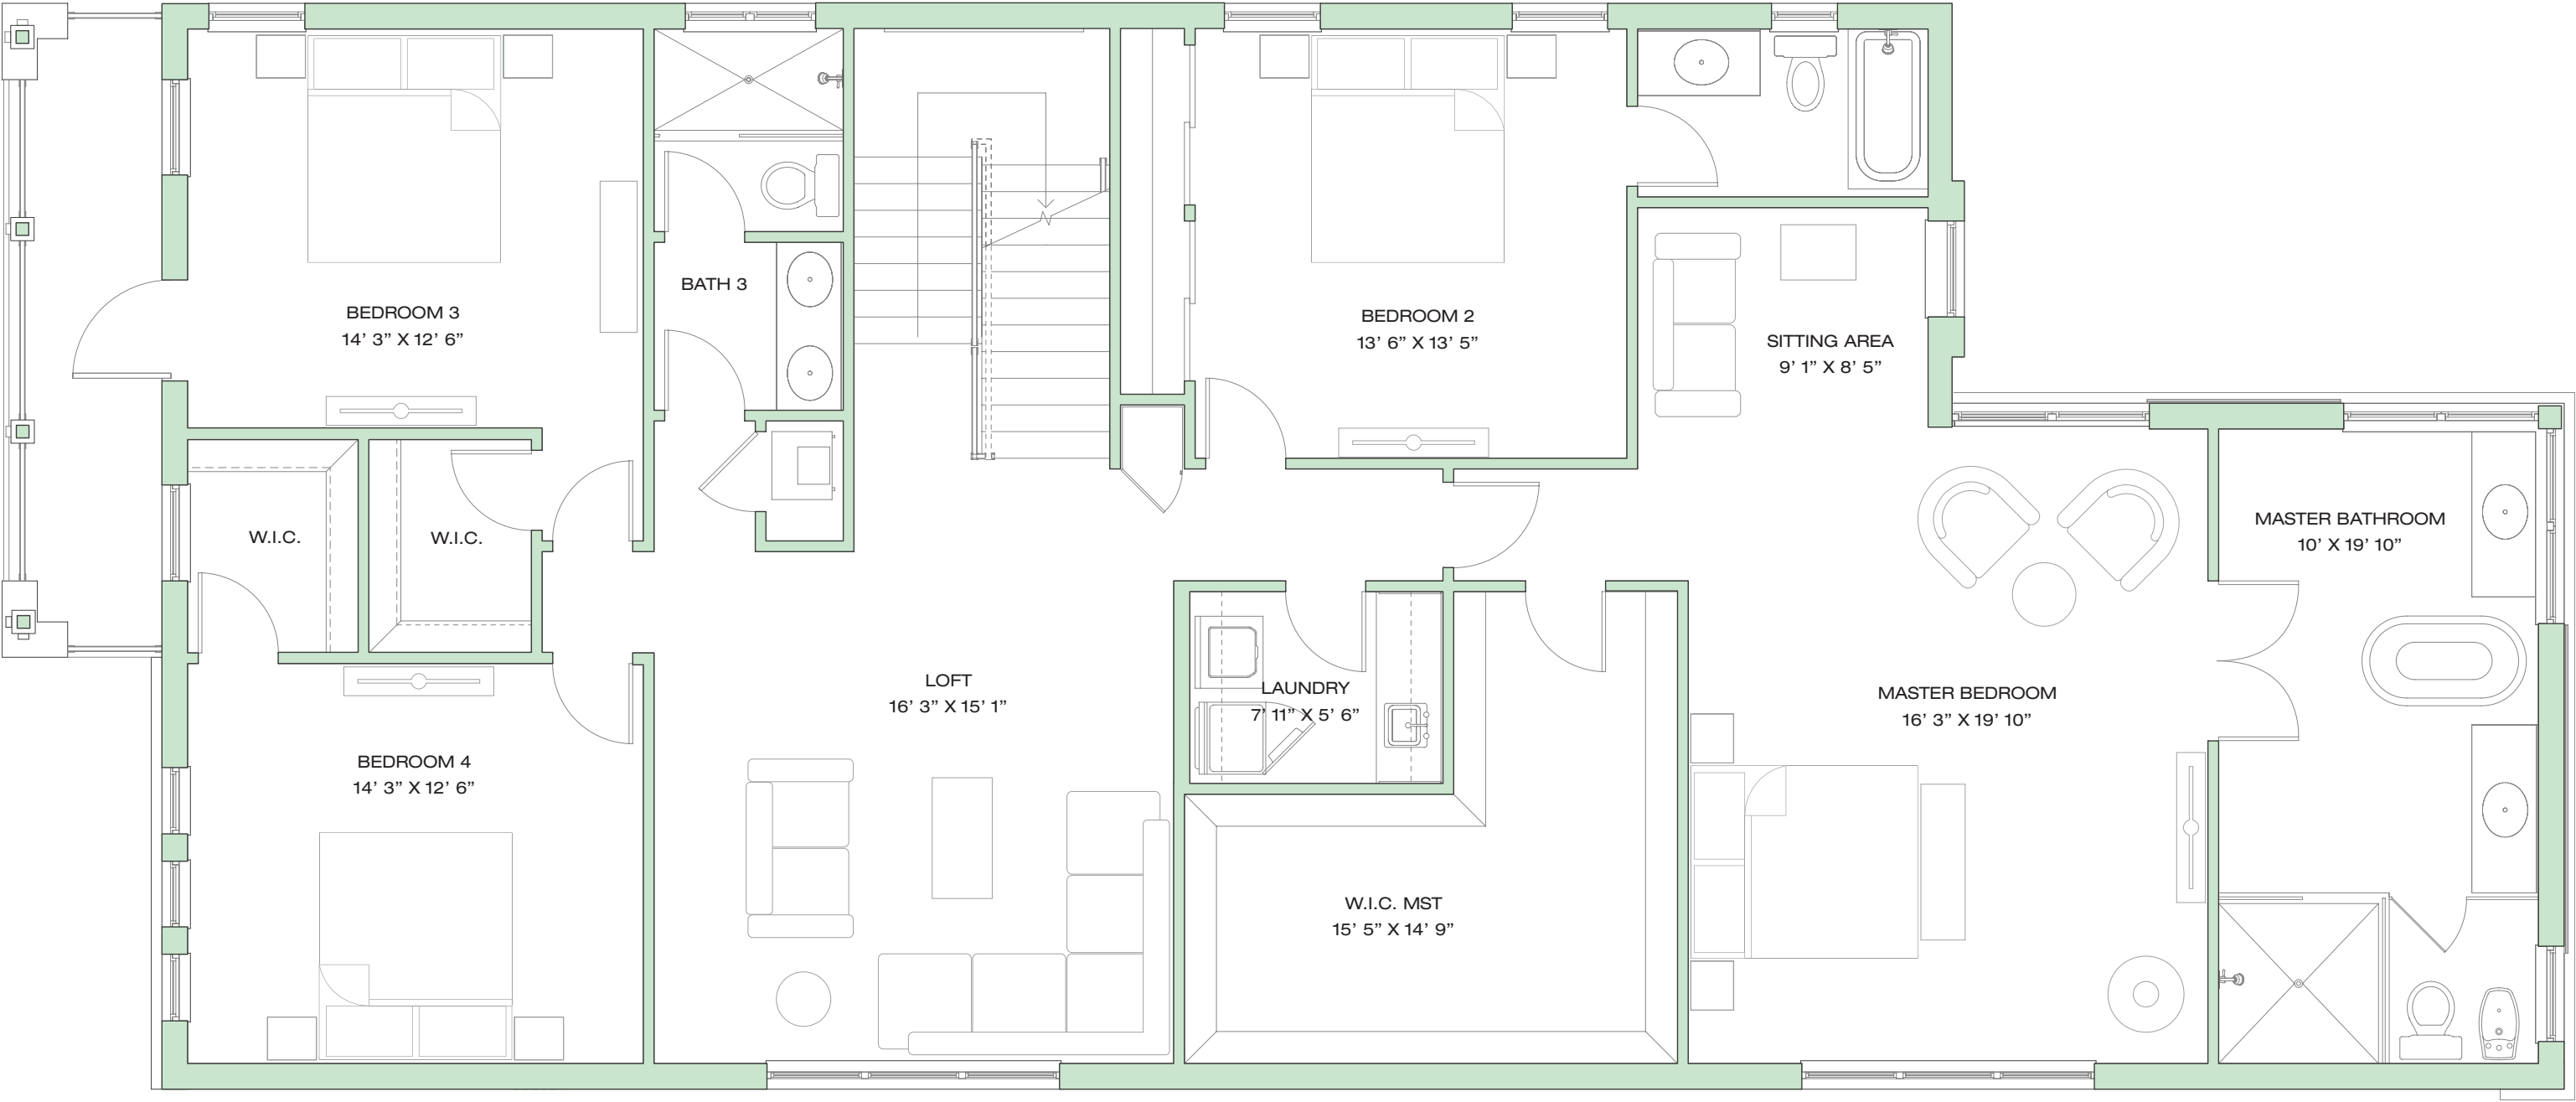 BEDROOM 3
14’ 3” X 12’ 6”
BATH 3
BEDROOM 2
13’ 6” X 13’ 5”
SITTING AREA
9’ 1” X 8’ 5”
W.I.C.
W.I.C.
MASTER BATHROOM
10’ X 19’ 10”
LOFT
16’ 3” X 15’ 1”
LAUNDRY
7’ 11” X 5’ 6”
MASTER BEDROOM
16’ 3” X 19’ 10”
BEDROOM 4
14’ 3” X 12’ 6”
W.I.C. MST
15’ 5” X 14’ 9”